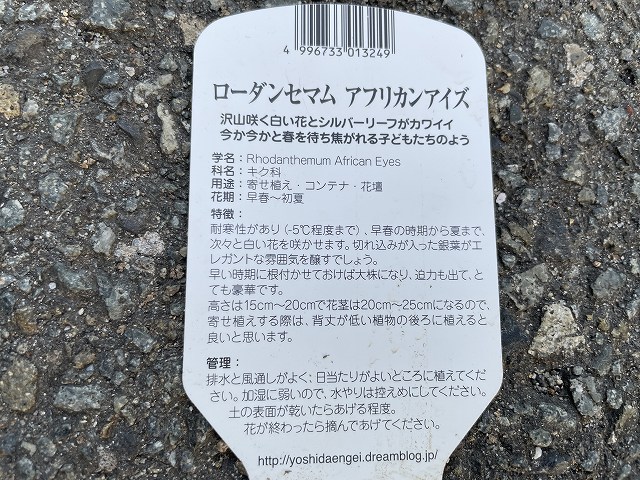 4 996733 013249
ローダンセマム アフリカンアイズ
沢山咲く白い花とシルバーリーフがカワイイ
今か今かと春を待ち焦がれる子どもたちのよう
学名：Rhodanthemum African Eyes
科名：キク科
用途：寄せ植え・コンテナ・花壇
花期：早春～初夏
特徴：
耐寒性があり(-5℃程度まで)、早春の時期から夏まで、
次々と白い花を咲かせます。切れ込みが入った銀葉がエ
レガントな雰囲気を醸すでしょう。
早い時期に根付かせておけば大株になり、迫力も出て、と
ても豪華です。
高さは15cm～20cmで花茎は20cm～25cmになるので、
寄せ植えする際は、背丈が低い植物の後ろに植えると
良いと思います。
管理：
排水と風通しがよく、日当たりがよいところに植えてくだ
さい。加湿に弱いので、水やりは控えめにしてください。
土の表面が乾いたらあげる程度。
花が終わったら摘んであげてください。
http://yoshidaengei.dreamblog.jp/